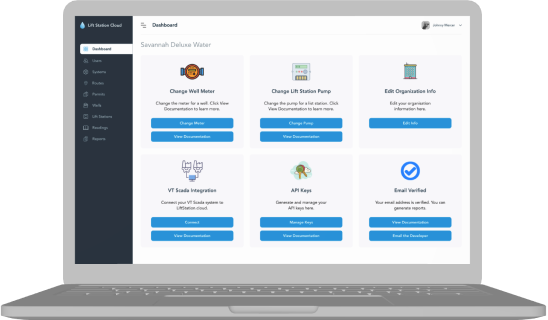 Lift Station Cloud
Dashboard
Johnny Weaver
Savannah Deluxe Water
Dashboard
Users
Systems
Routes
Permits
Wells
Lift Stations
Readings
Reports
Change Well Meter
Change the meter for a well. Click View
Documentation to learn more.
Change Meter
View Documentation
Change Lift Station Pump
Change the pump for a list station. Click
View Documentation to learn more.
Change Pump
View Documentation
Edit Organization Info
Edit your organisation
information here.
Edit Info
VT Scada Integration
Connect your VT Scada system to
LiftStation cloud.
Connect
View Documentation
API Keys
Generate and manage your
API keys here.
Manage Keys
View Documentation
Email Verified
Your email address is verified. You can
generate reports.
View Documentation
Email the Developer